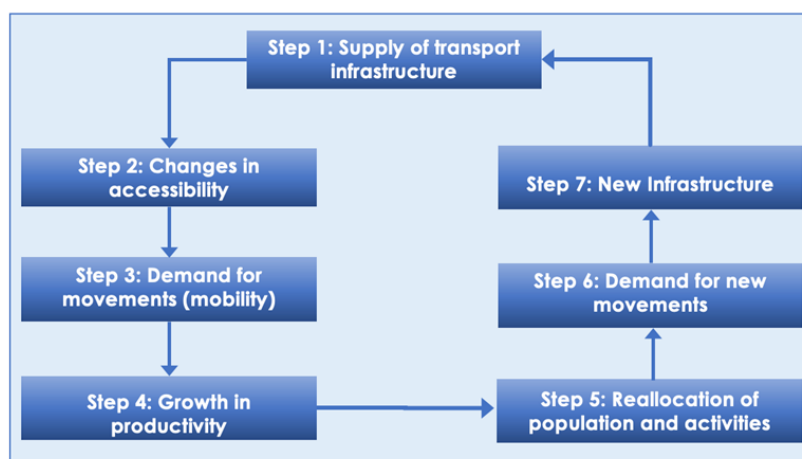 Step 1: Supply of transport
infrastructure
Step 2: Changes in
accessibility
Step 3: Demand for
movements (mobility)
Step 4: Growth in
productivity
Step 5: Reallocation of
population and activities
Step 6: Demand for new
movements
Step 7: New Infrastructure